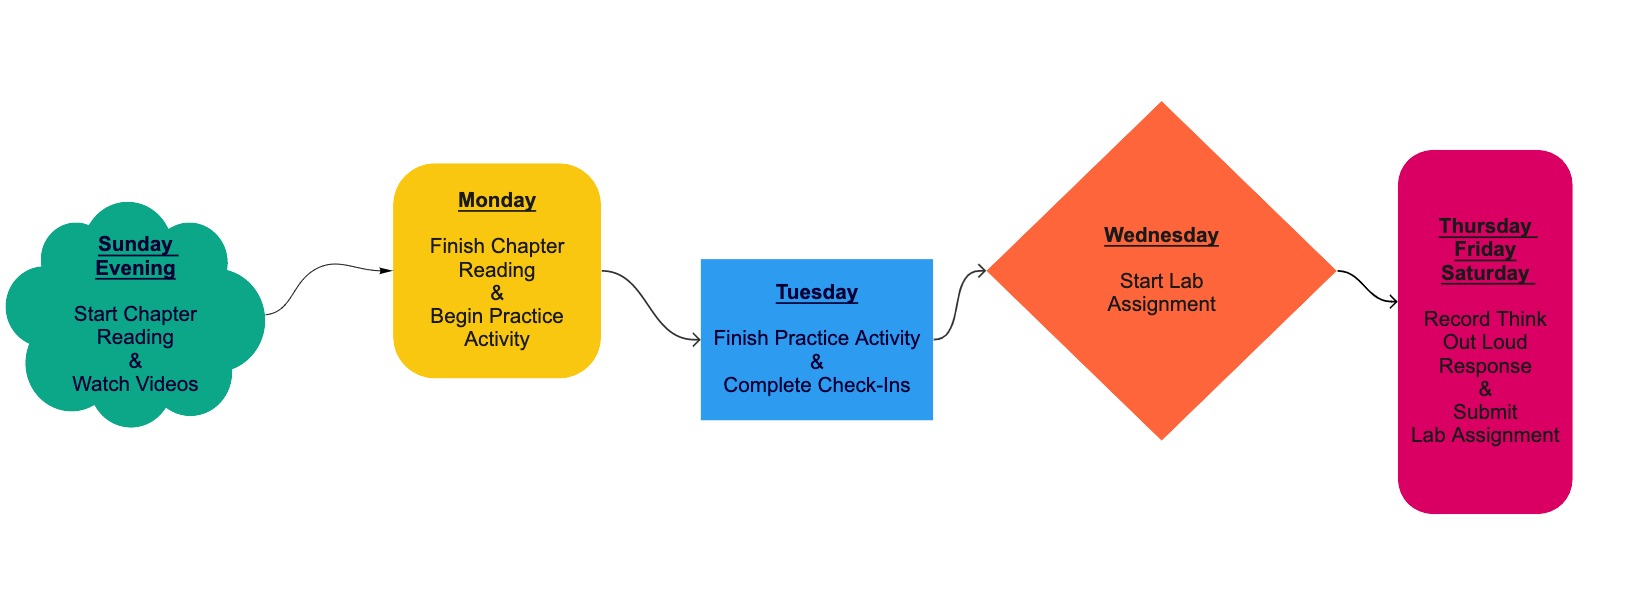 Sunday
Evening
Start Chapter
Reading
&
Watch Videos
Monday
Finish Chapter
Reading
&
Begin Practice
Activity
Tuesday
Finish Practice Activity
&
Complete Check-Ins
Wednesday
Start Lab
Assignment
Thursday
Friday
Saturday
Record Think
Out Loud
Response
&
Submit
Lab Assignment